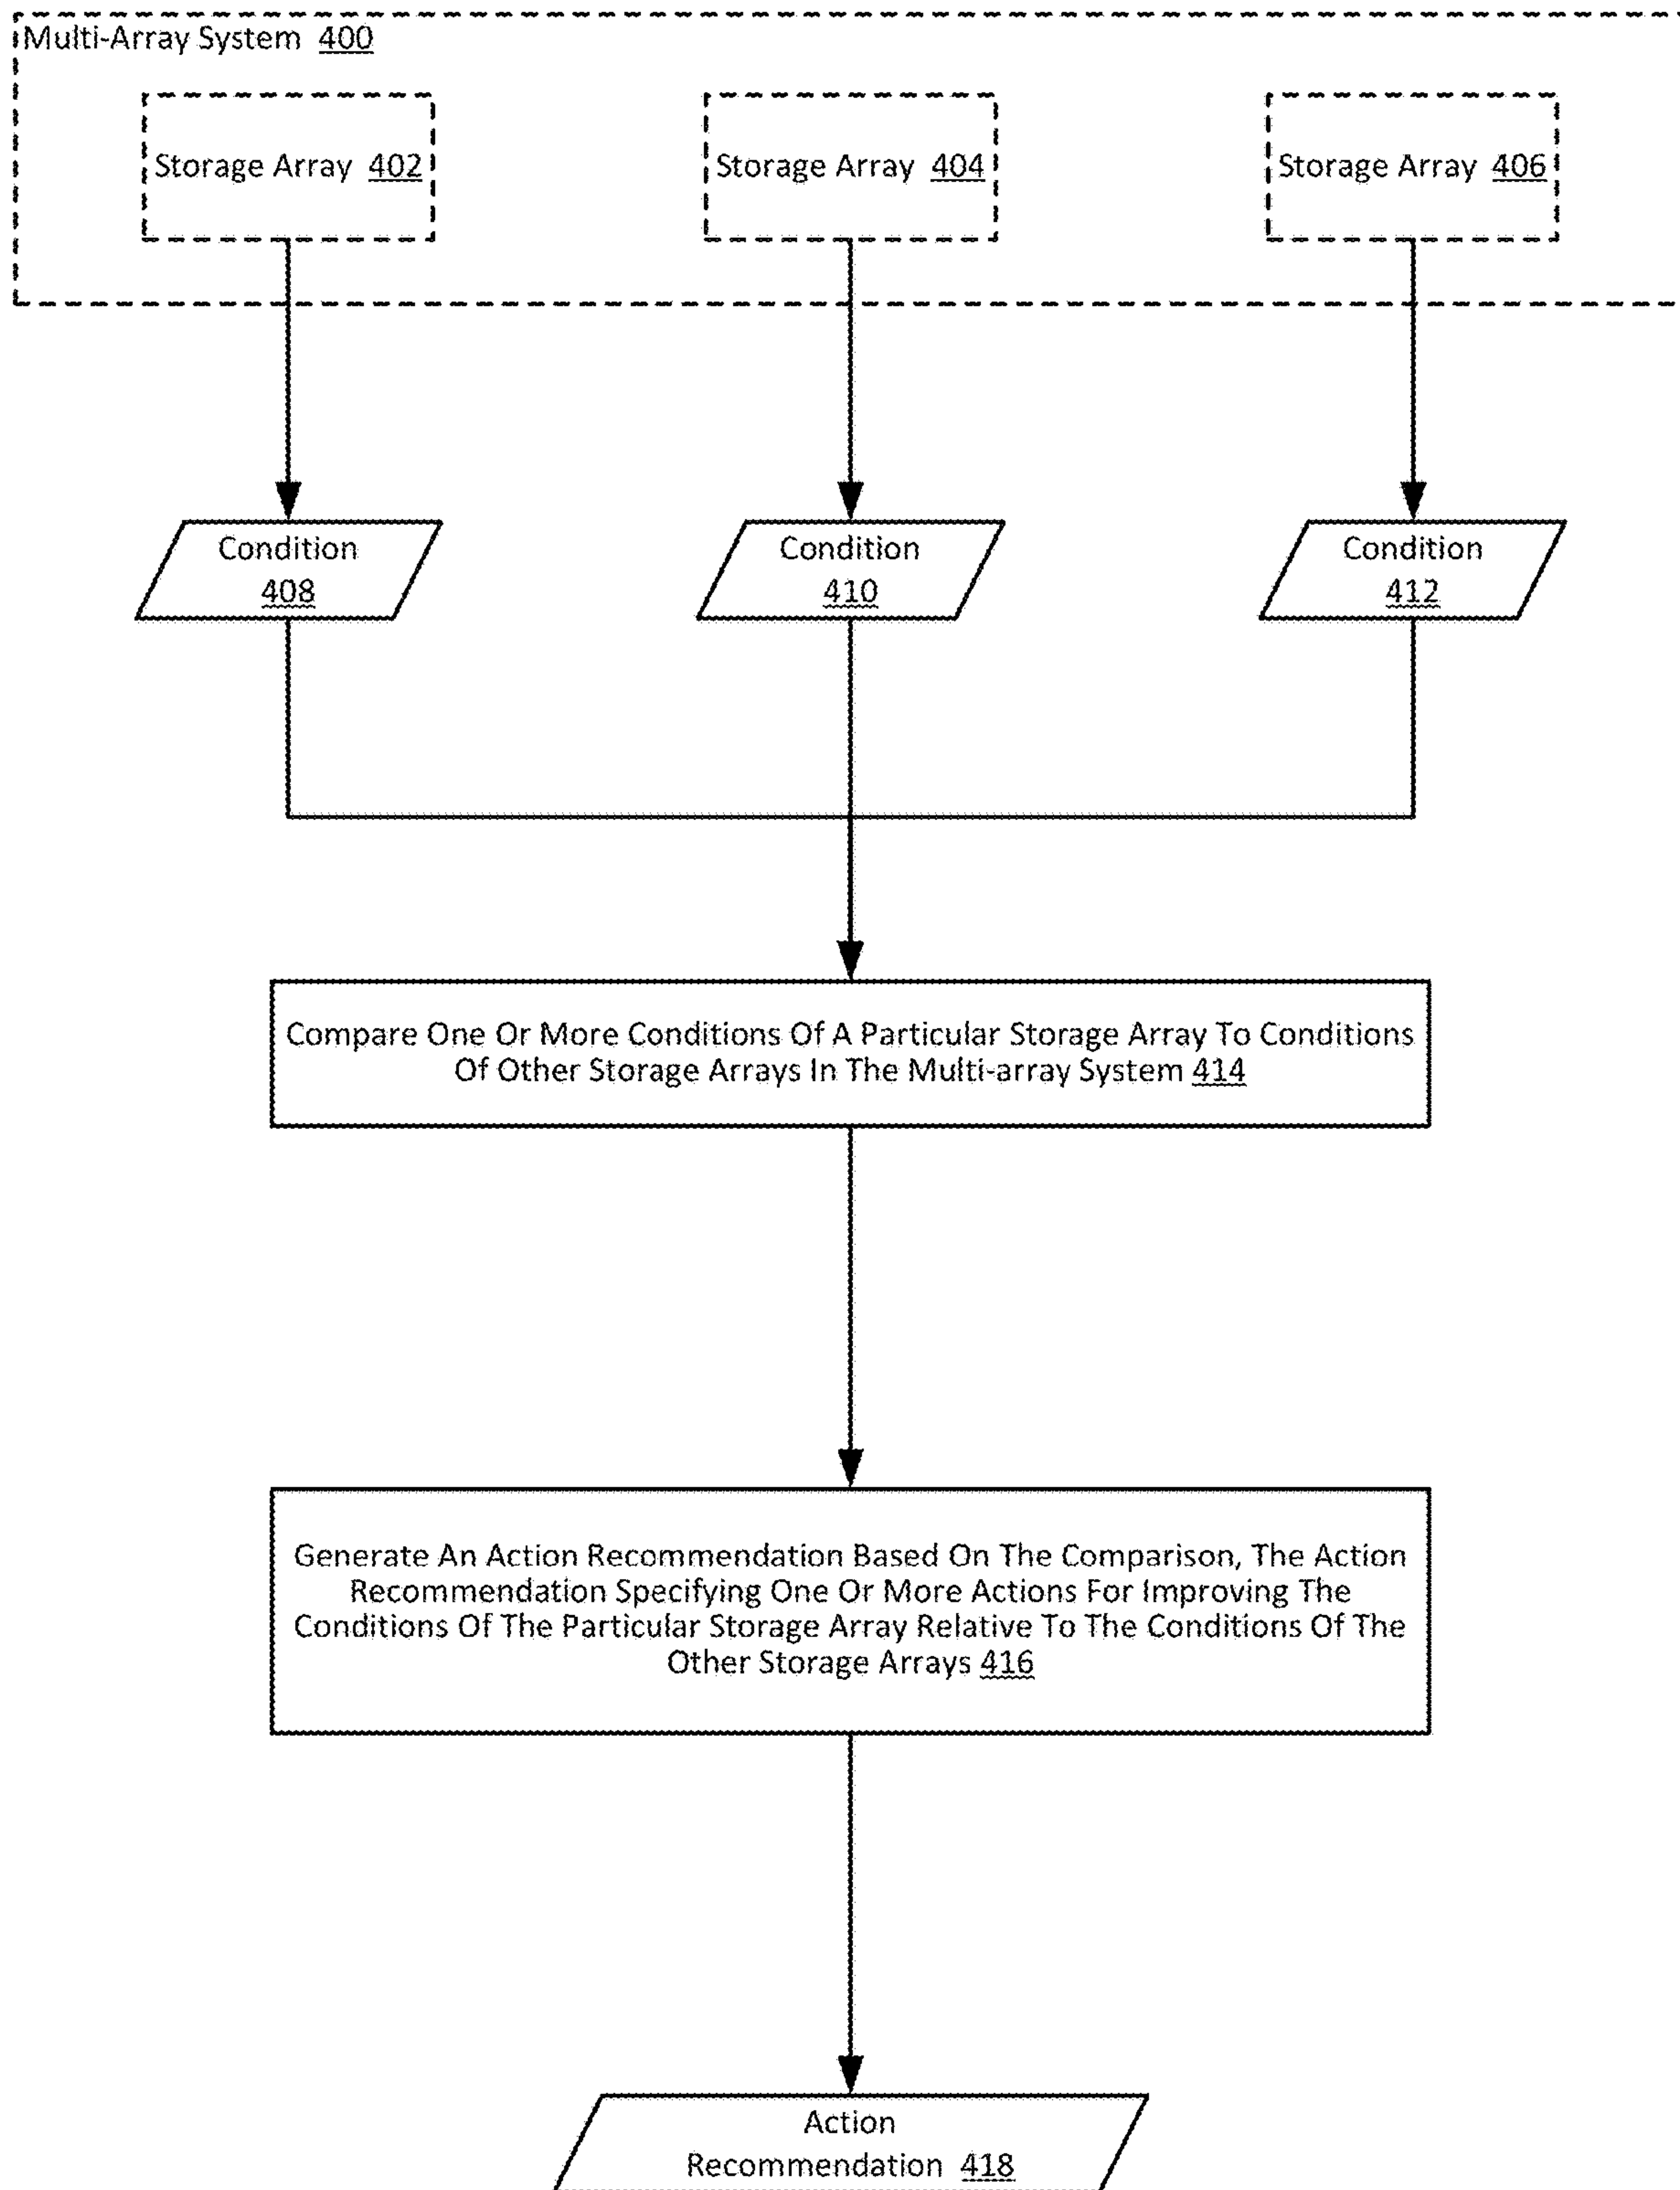 Multi-Array System 400
Storage Array 402
Storage Array 404
Storage Array 406
Condition
408
Condition
410
Condition
412
Compare One Or More Conditions Of A Particular Storage Array To Conditions
Of Other Storage Arrays In The Multi-array System 414
Generate An Action Recommendation Based On The Comparison, The Action
Recommendation Specifying One Or More Actions For Improving The
Conditions Of The Particular Storage Array Relative To The Conditions Of The
Other Storage Arrays 416
Action
Recommendation 418